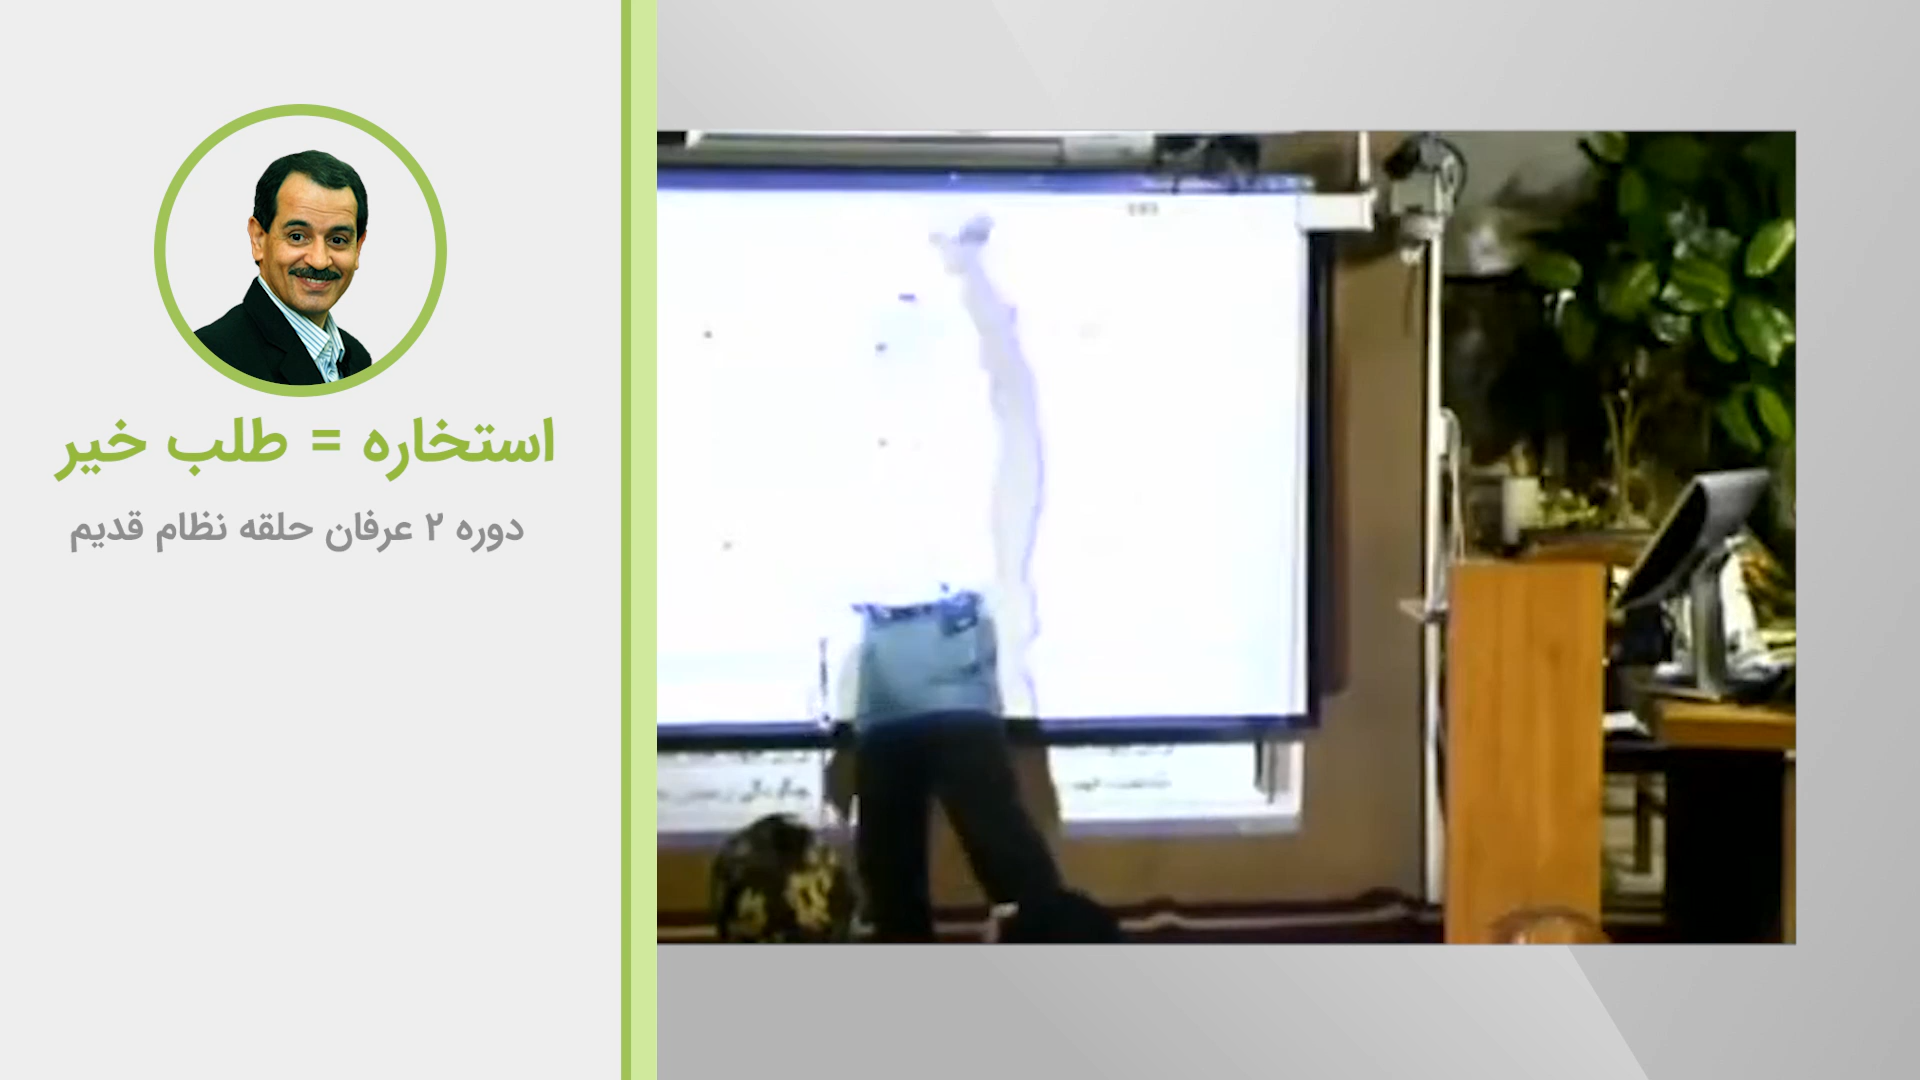 استخاره = طلب خیر
دوره ۲ عرفان حلقه نظام قدیم